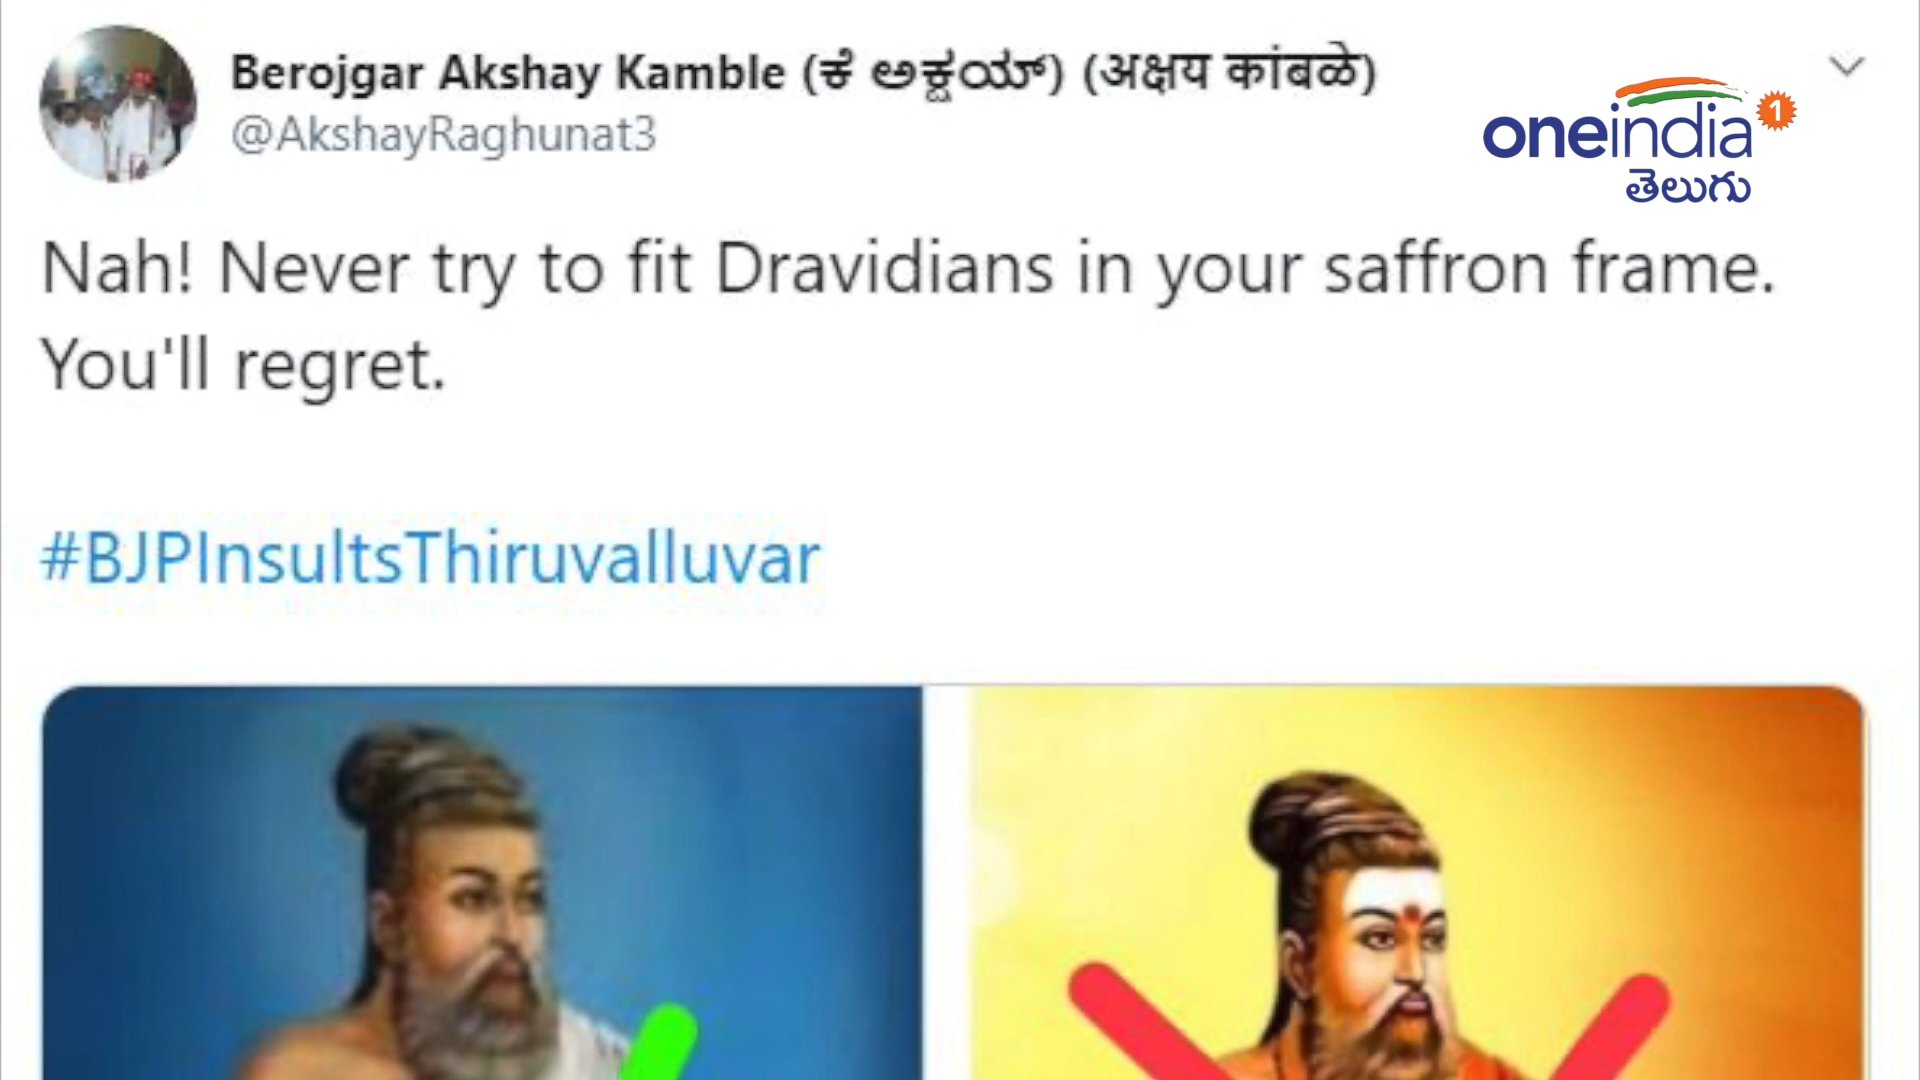 Berojgar Akshay Kamble (ಕೆ ಅಕ್ಷಯ್) (अक्षय कांबळे)
@AkshayRaghunat3
oneindia 1
తెలుగు
Nah! Never try to fit Dravidians in your saffron frame.
You'll regret.
#BJPInsultsThiruvalluvar